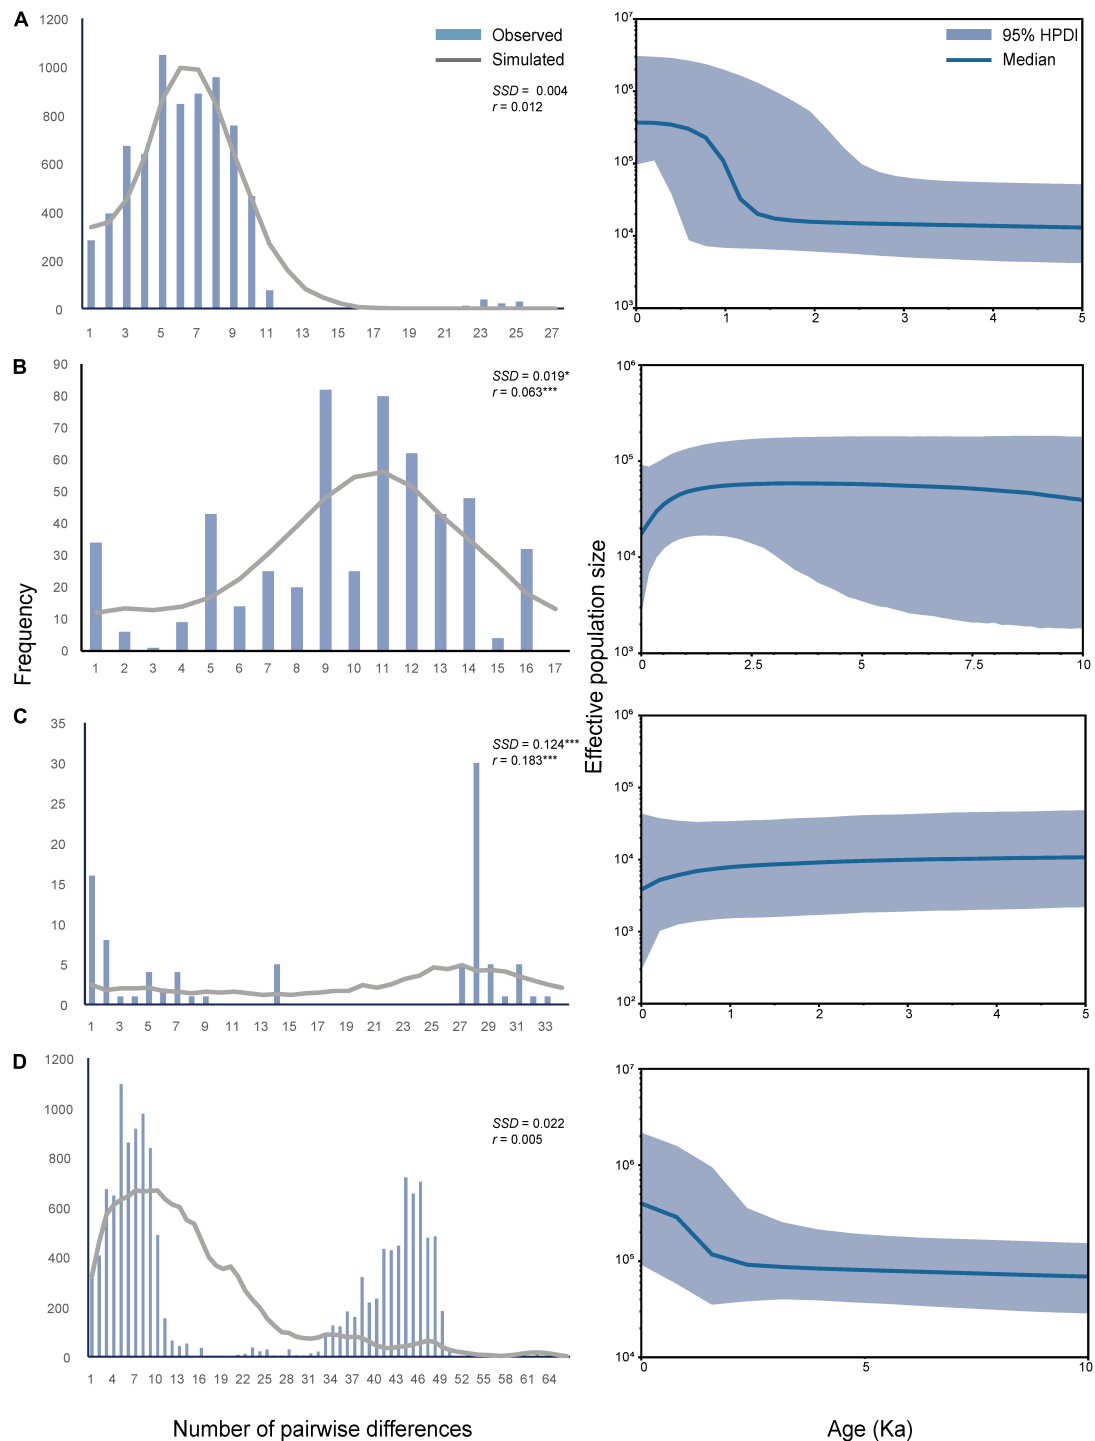 A
1200
1000
800
600
400
200
0
1 3 5 7 9 11 13 15 17 19 21 23 25 27
Observed
Simulated
SSD = 0.004
r = 0.012
10⁷
10⁶
10⁵
10⁴
10³
0 1 2 3 4 5
95% HPDI
Median
B
90
80
70
60
50
40
30
20
10
0
1 2 3 4 5 6 7 8 9 10 11 12 13 14 15 16 17
SSD = 0.019*
r = 0.063***
10⁶
10⁵
10⁴
10³
0 2.5 5 7.5 10
Frequency
Effective population size
C
35
30
25
20
15
10
5
0
1 3 5 7 9 11 13 15 17 19 21 23 25 27 29 31 33
SSD = 0.124***
r = 0.183***
10⁶
10⁵
10⁴
10³
10²
0 1 2 3 4 5
D
1200
1000
800
600
400
200
0
1 4 7 10 13 16 19 22 25 28 31 34 37 40 43 46 49 52 55 58 61 64
SSD = 0.022
r = 0.005
10⁷
10⁶
10⁵
10⁴
0 5 10
Number of pairwise differences
Age (Ka)